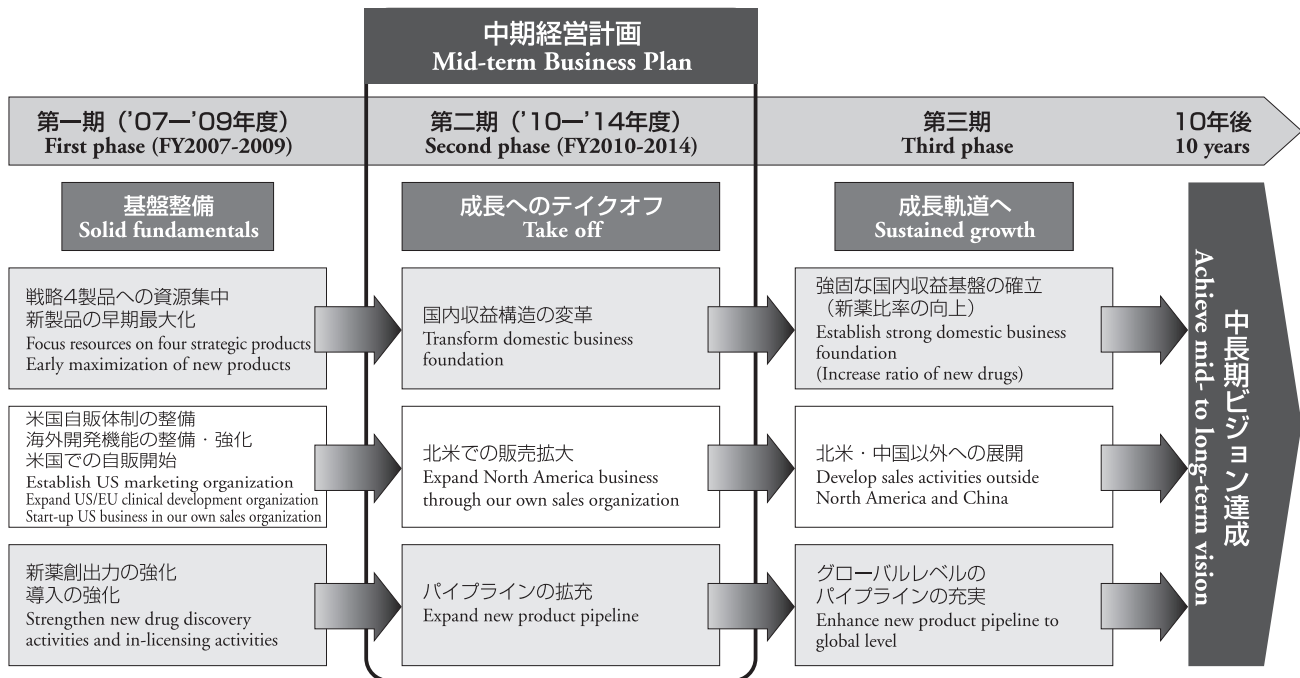 中期経営計画
Mid-term Business Plan
第一期（'07ー'09年度）
First phase (FY2007-2009)
第二期（'10ー'14年度）
Second phase (FY2010-2014)
第三期
Third phase
10年後
10 years
基盤整備
Solid fundamentals
成長へのテイクオフ
Take off
成長軌道へ
Sustained growth
戦略4製品への資源集中
新製品の早期最大化
Focus resources on four strategic products
Early maximization of new products
国内収益構造の変革
Transform domestic business
foundation
強固な国内収益基盤の確立
（新薬比率の向上）
Establish strong domestic business
foundation
(Increase ratio of new drugs)
米国自販体制の整備
海外開発機能の整備・強化
米国での自販開始
Establish US marketing organization
Expand US/EU clinical development organization
Start-up US business in our own sales organization
北米での販売拡大
Expand North America business
through our own sales organization
北米・中国以外への展開
Develop sales activities outside
North America and China
新薬創出力の強化
導入の強化
Strengthen new drug discovery
activities and in-licensing activities
パイプラインの拡充
Expand new product pipeline
グローバルレベルの
パイプラインの充実
Enhance new product pipeline to
global level
中長期ビジョン達成
Achieve mid- to long-term vision